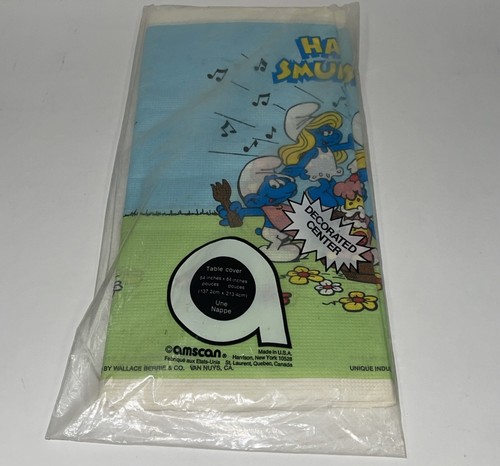 HA
SMUR
DECORATED
CENTER
Table cover
54 inches x 84 inches
pouces pouces
(137.2cm x 213.4cm)
Une
Nappe
©amscan®
Made in U.S.A.
Harrison, New York 10528
Fabriqué aux Etats-Unis St. Laurent, Quebec, Canada
BY WALLACE BERRIE & CO. VAN NUYS, CA.
UNIQUE INDU